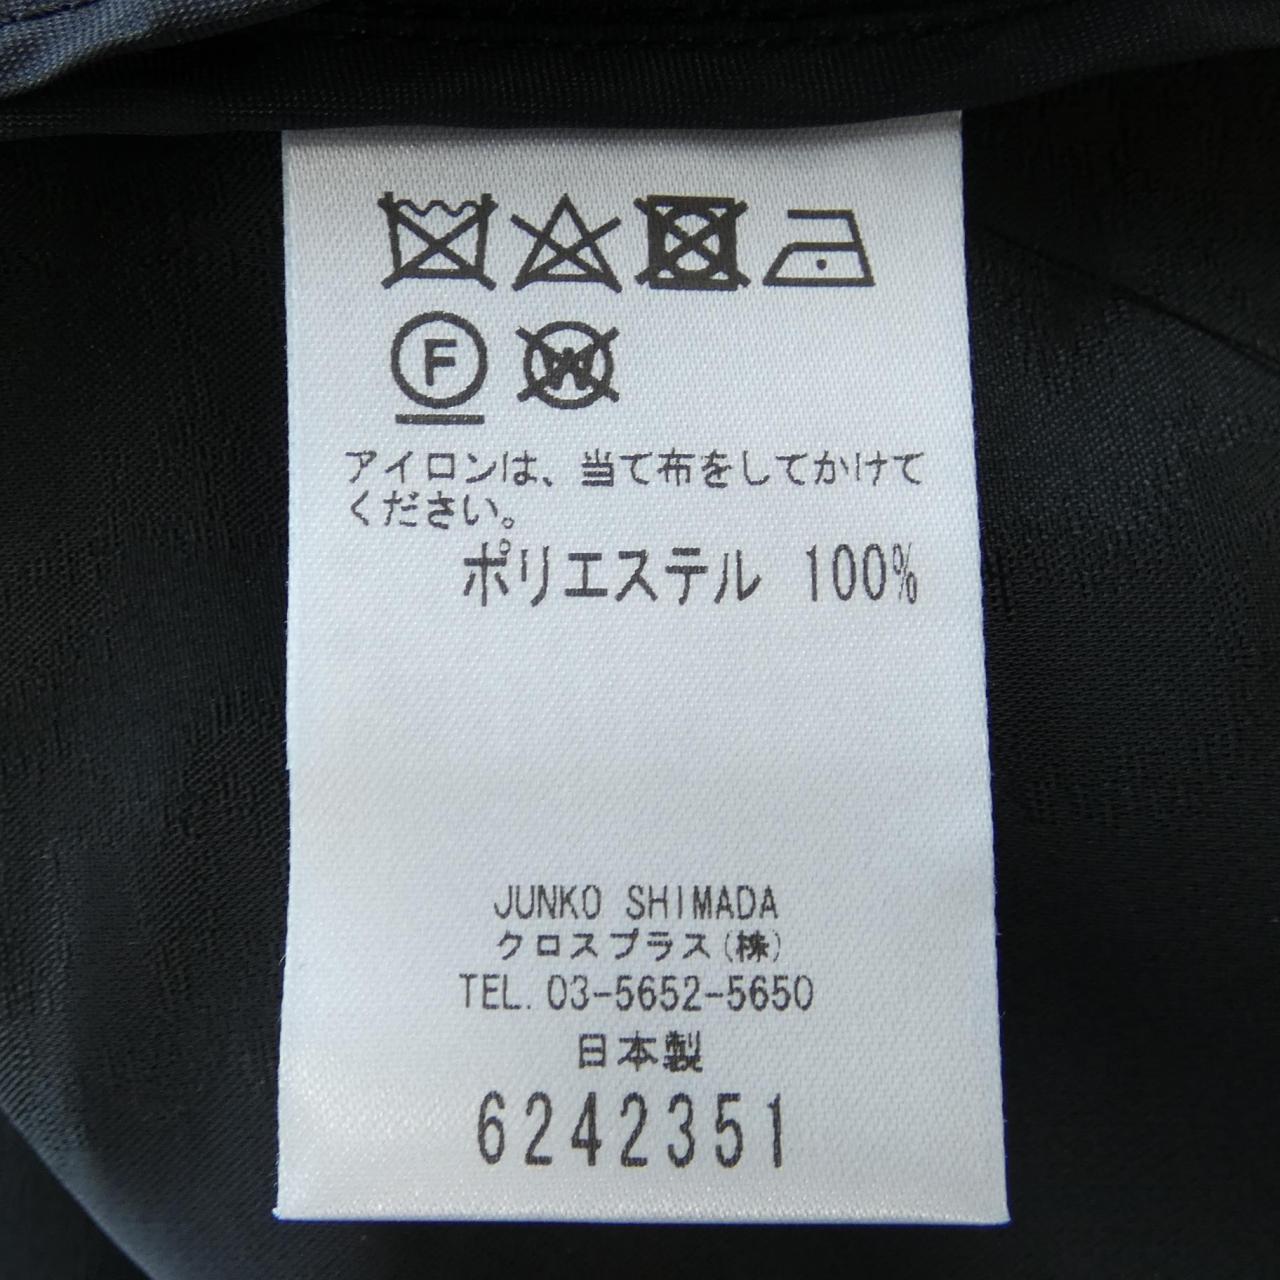 F
W
アイロンは、当て布をしてかけて
ください。
ポリエステル 100%
JUNKO SHIMADA
クロスプラス(株)
TEL. 03-5652-5650
日本製
6242351